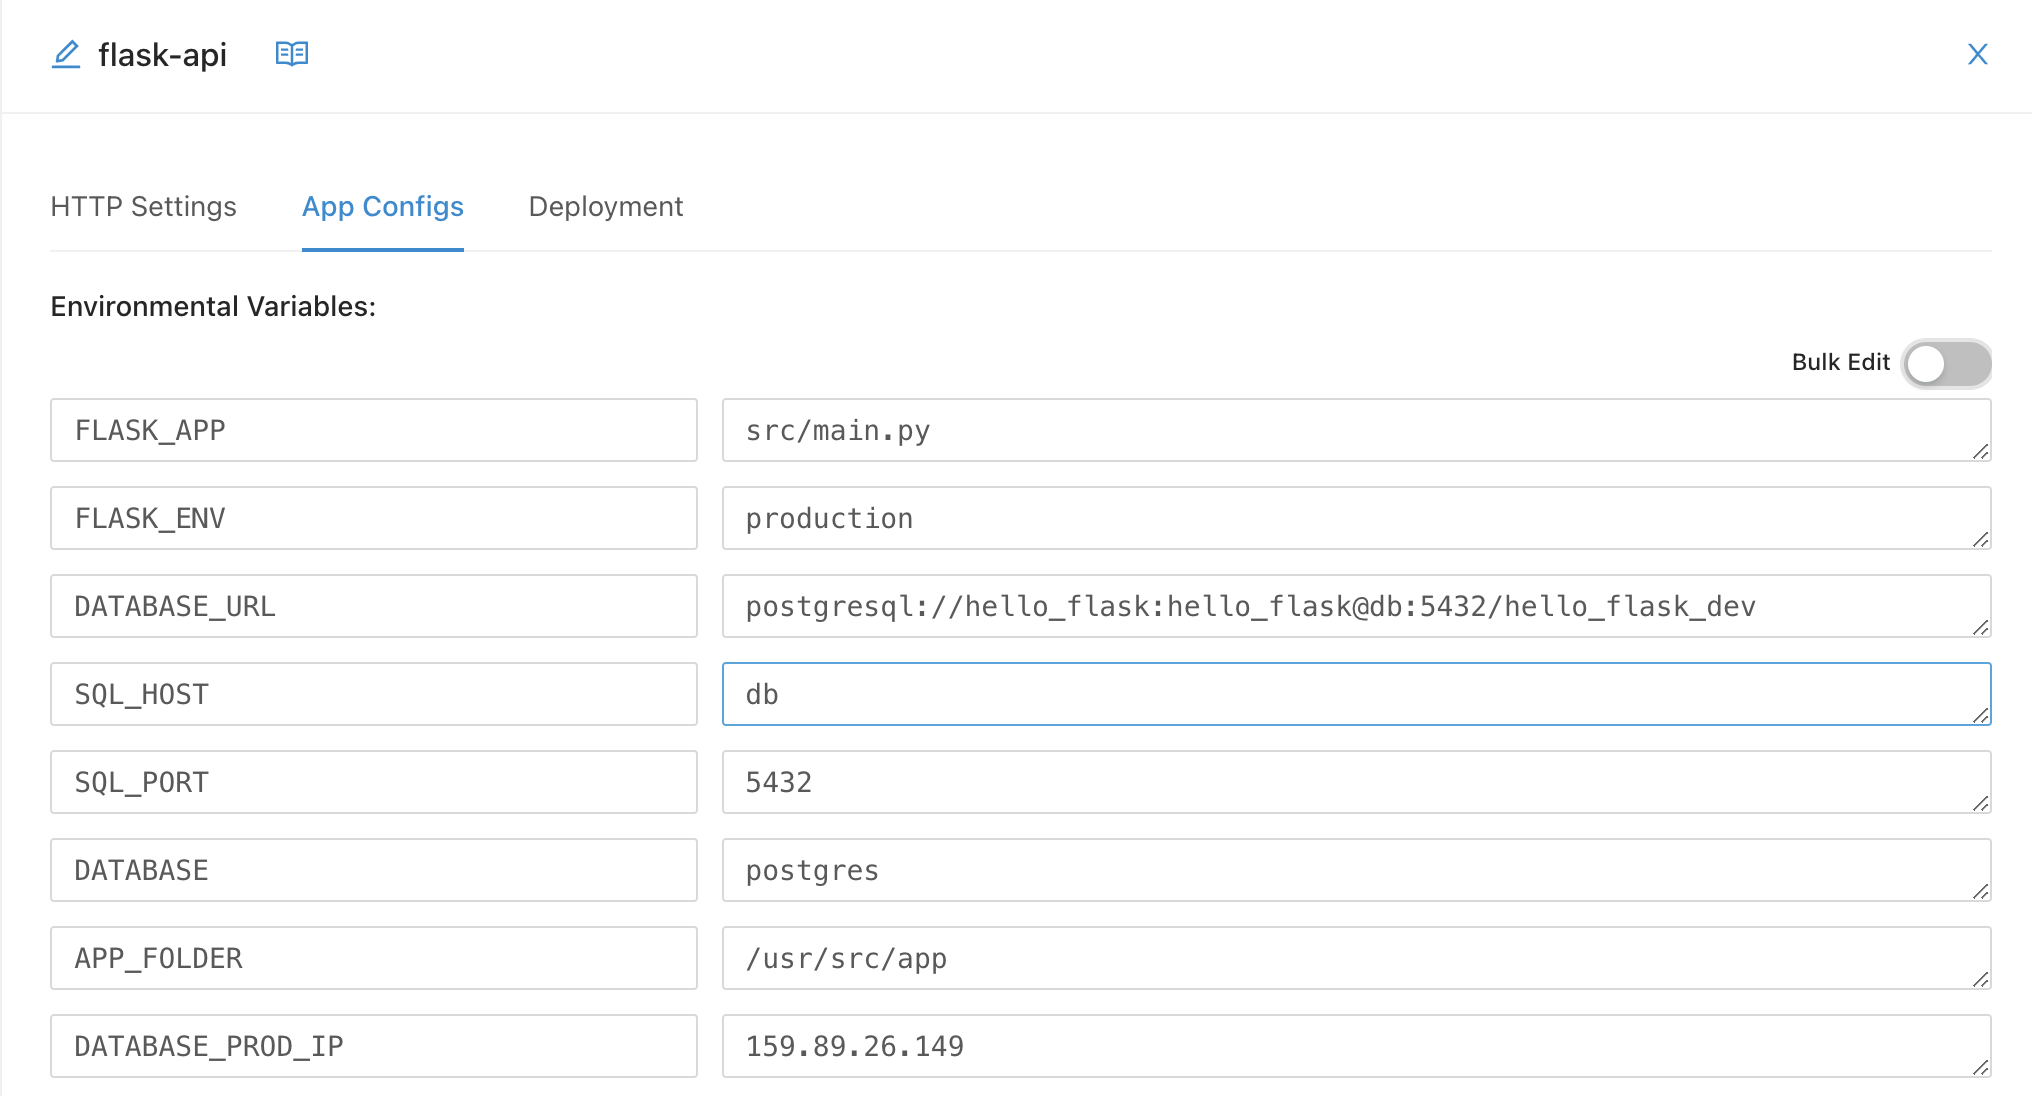 flask-api
HTTP Settings App Configs Deployment
Environmental Variables:
Bulk Edit
FLASK_APP src/main.py
FLASK_ENV production
DATABASE_URL postgresql://hello_flask:hello_flask@db:5432/hello_flask_dev
SQL_HOST db
SQL_PORT 5432
DATABASE postgres
APP_FOLDER /usr/src/app
DATABASE_PROD_IP 159.89.26.149